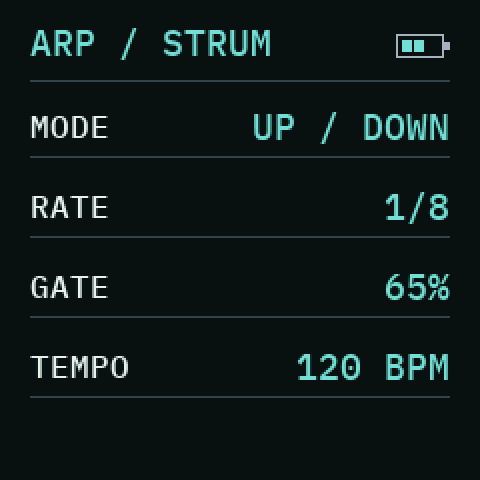 ARP / STRUM
MODE UP / DOWN
RATE 1/8
GATE 65%
TEMPO 120 BPM